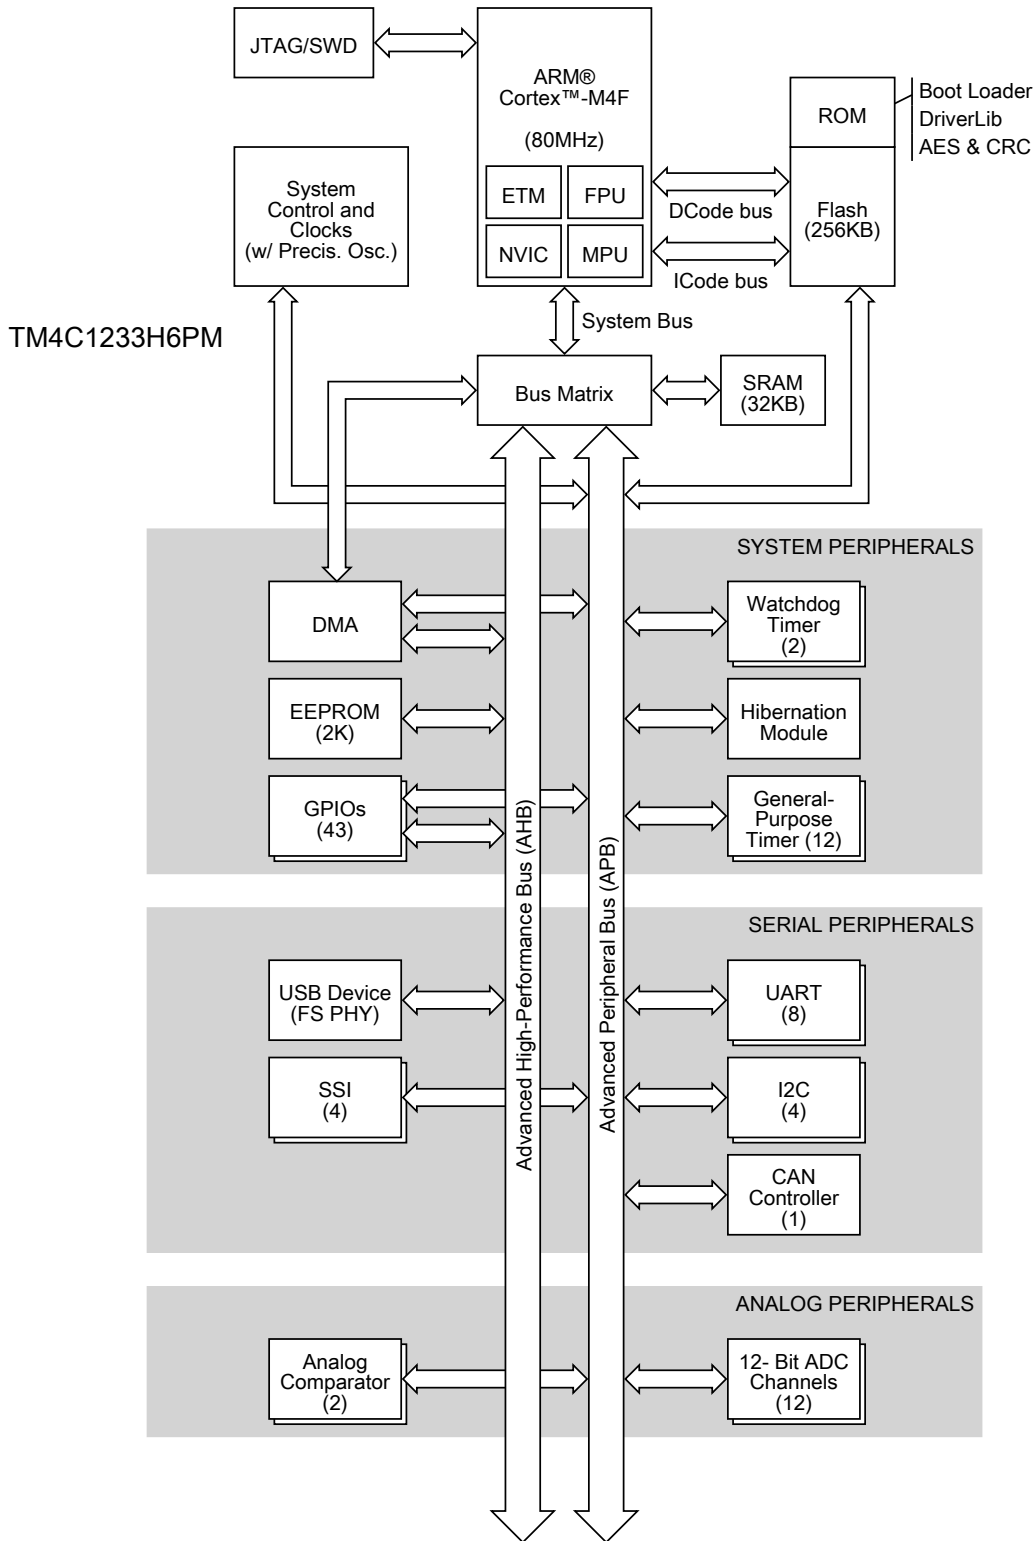 JTAG/SWD
ARM®
Cortex™-M4F
(80MHz)
ETM
FPU
NVIC
MPU
ROM
Boot Loader
DriverLib
AES & CRC
Flash
(256KB)
DCode bus
ICode bus
System
Control and
Clocks
(w/ Precis. Osc.)
TM4C1233H6PM
System Bus
Bus Matrix
SRAM
(32KB)
SYSTEM PERIPHERALS
DMA
Watchdog
Timer
(2)
EEPROM
(2K)
Hibernation
Module
GPIOs
(43)
General-
Purpose
Timer (12)
Advanced High-Performance Bus (AHB)
Advanced Peripheral Bus (APB)
SERIAL PERIPHERALS
USB Device
(FS PHY)
UART
(8)
SSI
(4)
I2C
(4)
CAN
Controller
(1)
ANALOG PERIPHERALS
Analog
Comparator
(2)
12- Bit ADC
Channels
(12)